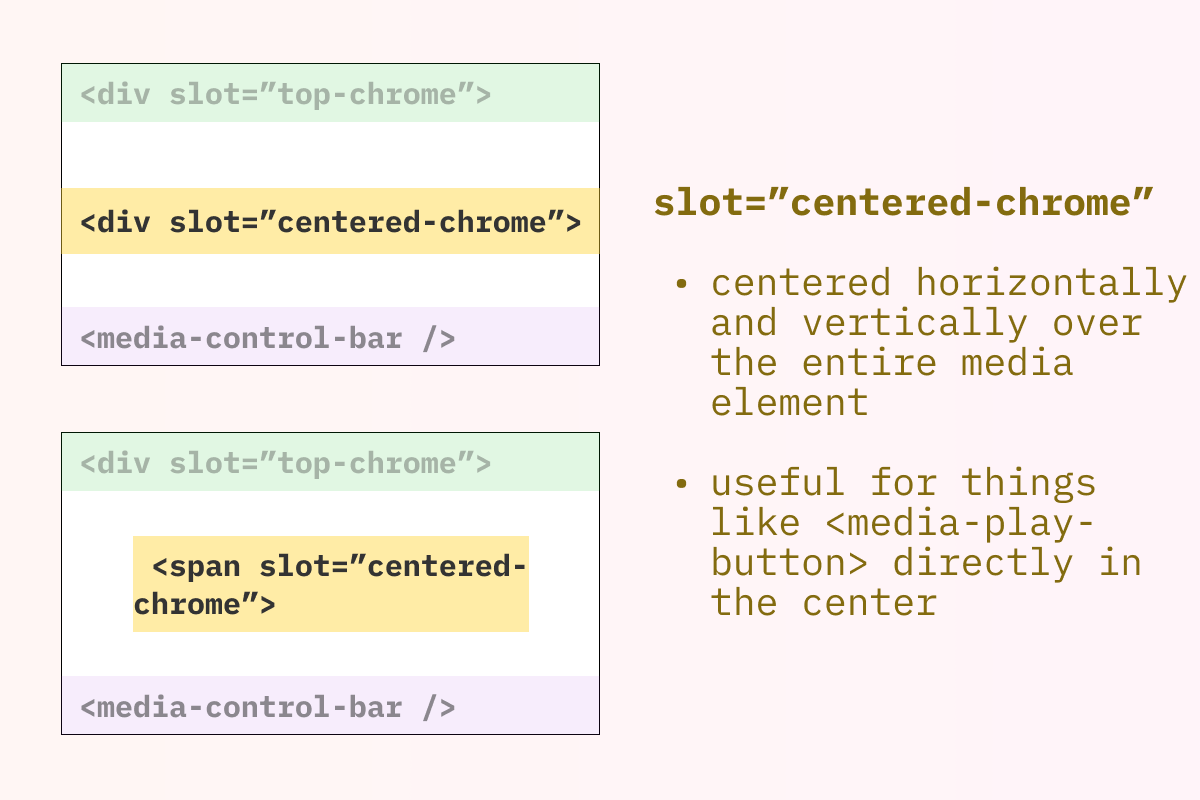 <div slot=”top-chrome”>
<div slot=”centered-chrome”>
<media-control-bar />
<div slot=”top-chrome”>
<span slot=”centered-
chrome”>
<media-control-bar />
slot=”centered-chrome”
• centered horizontally
and vertically over
the entire media
element
• useful for things
like <media-play-
button> directly in
the center